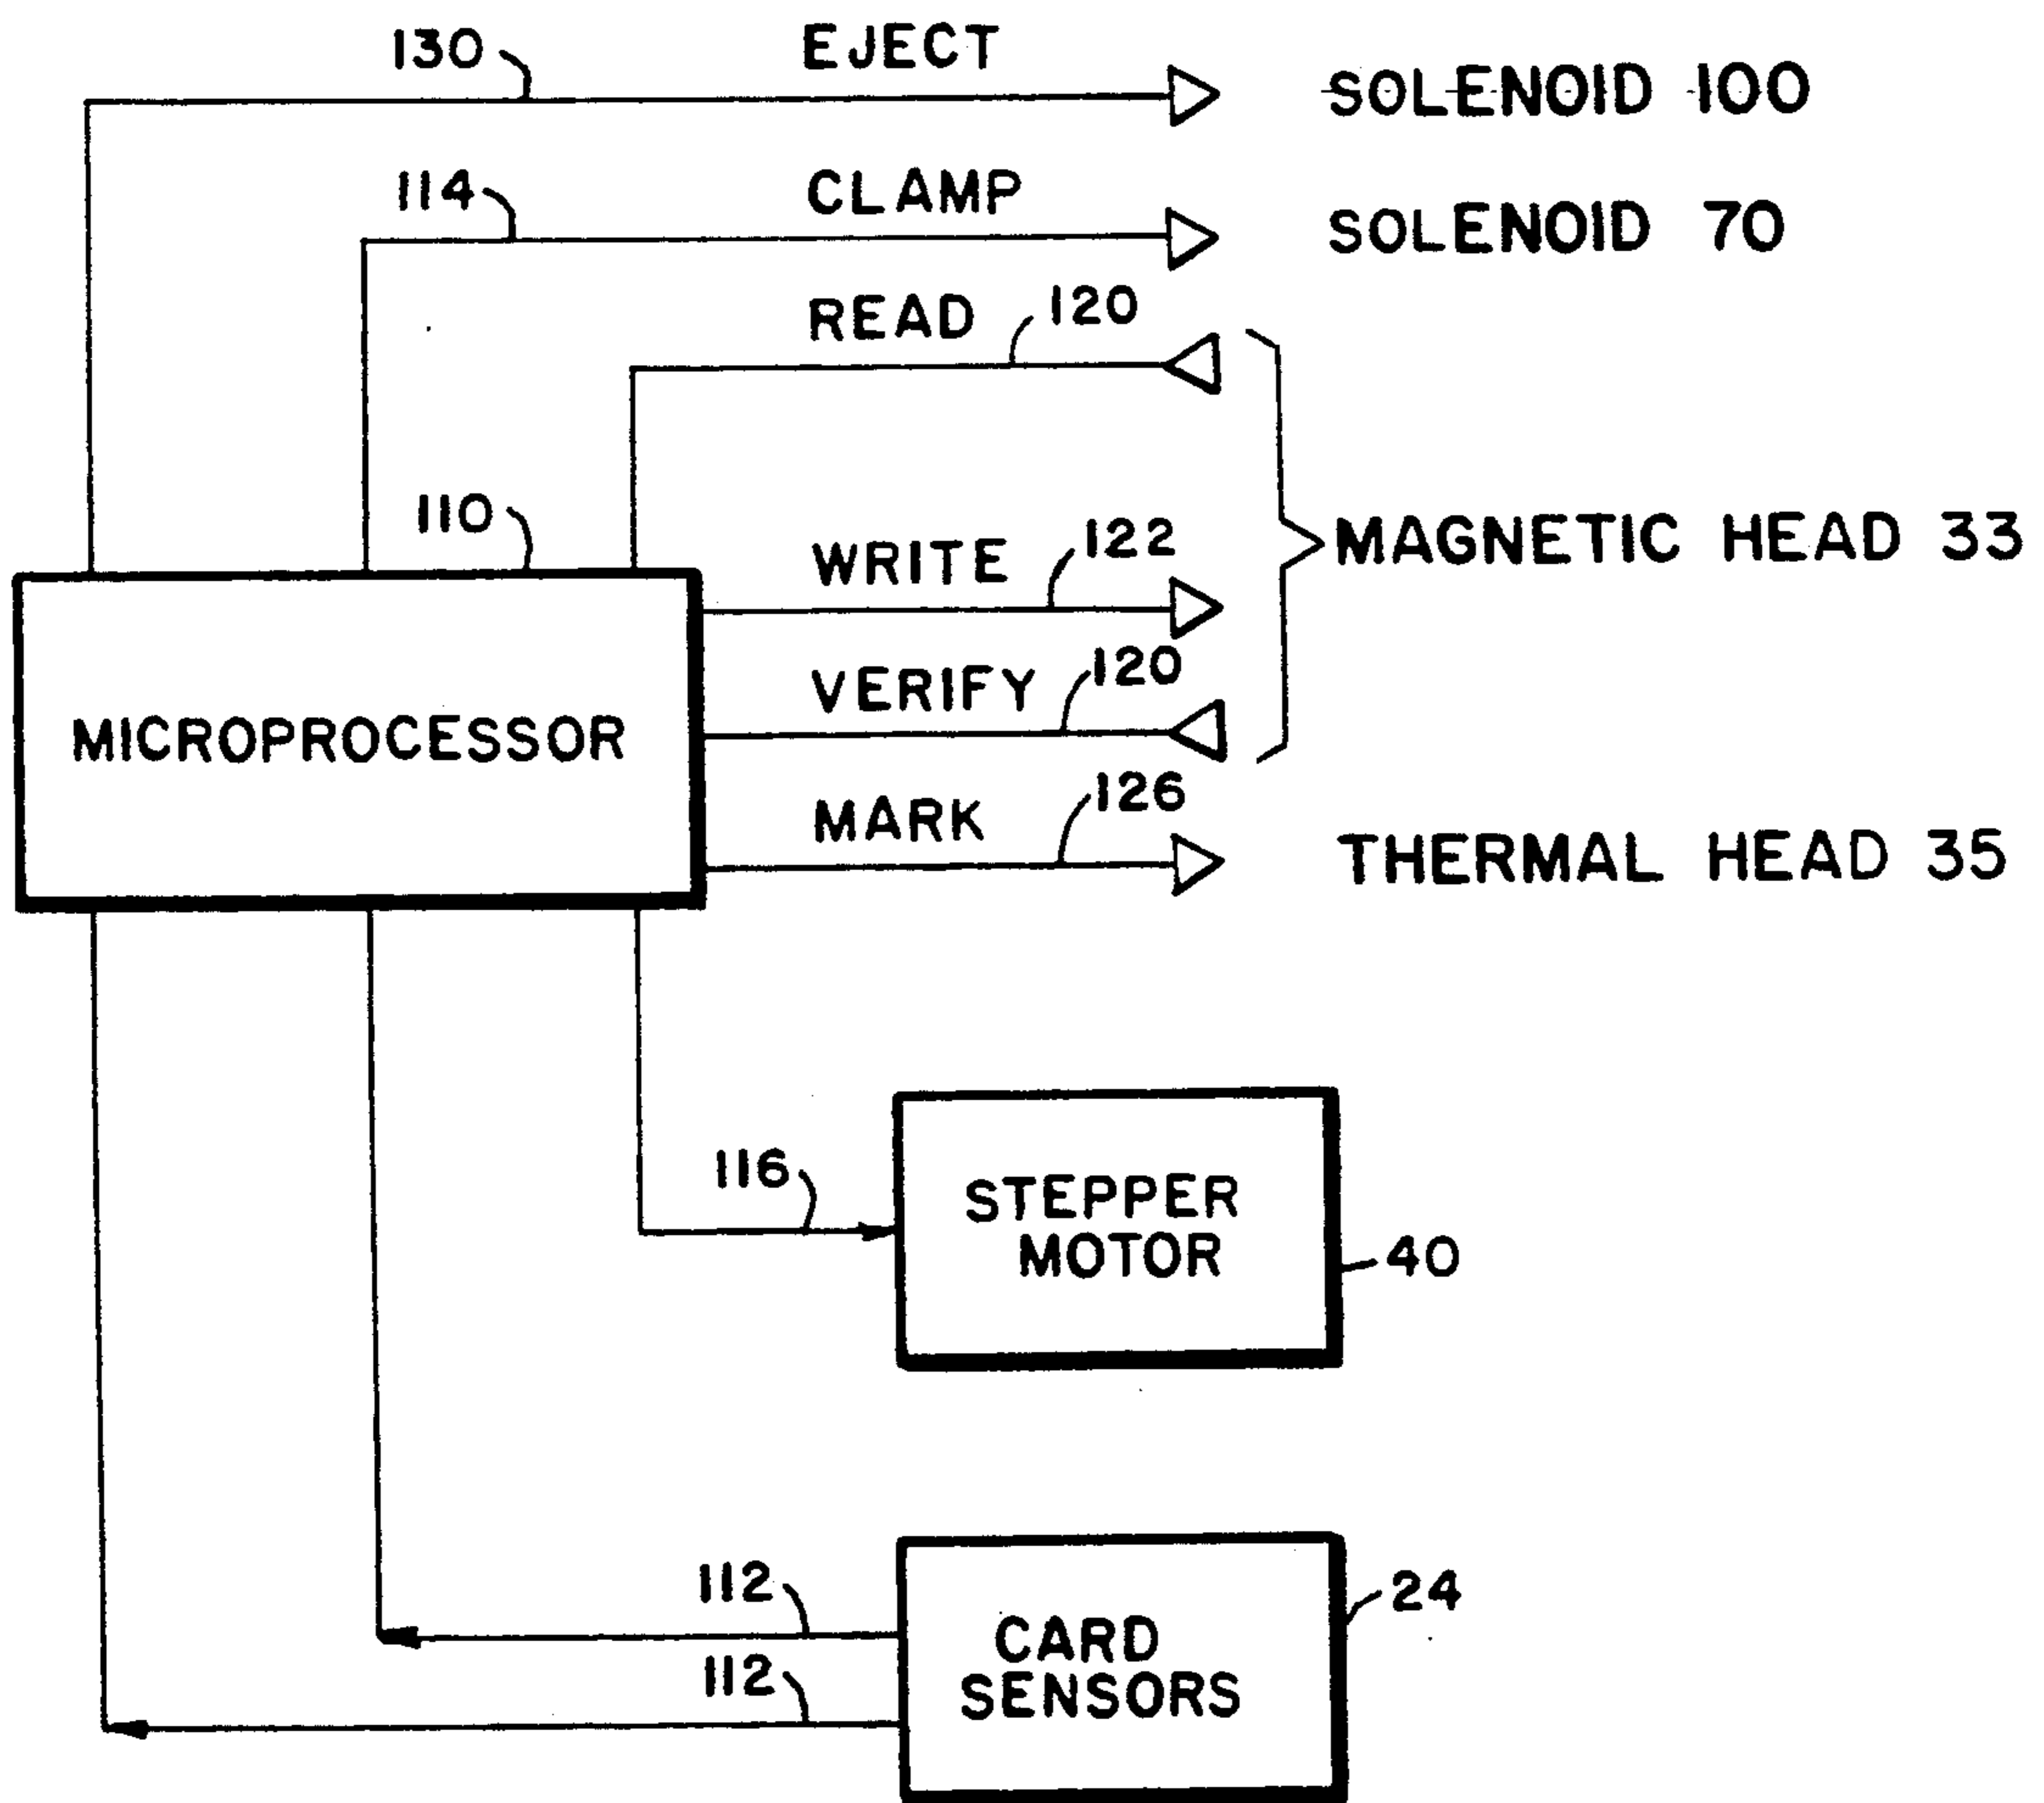 130
EJECT
SOLENOID 100
114
CLAMP
SOLENOID 70
READ
120
110
WRITE
122
MAGNETIC HEAD 33
VERIFY
120
MICROPROCESSOR
MARK
126
THERMAL HEAD 35
116
STEPPER
MOTOR
40
112
24
CARD
SENSORS
112